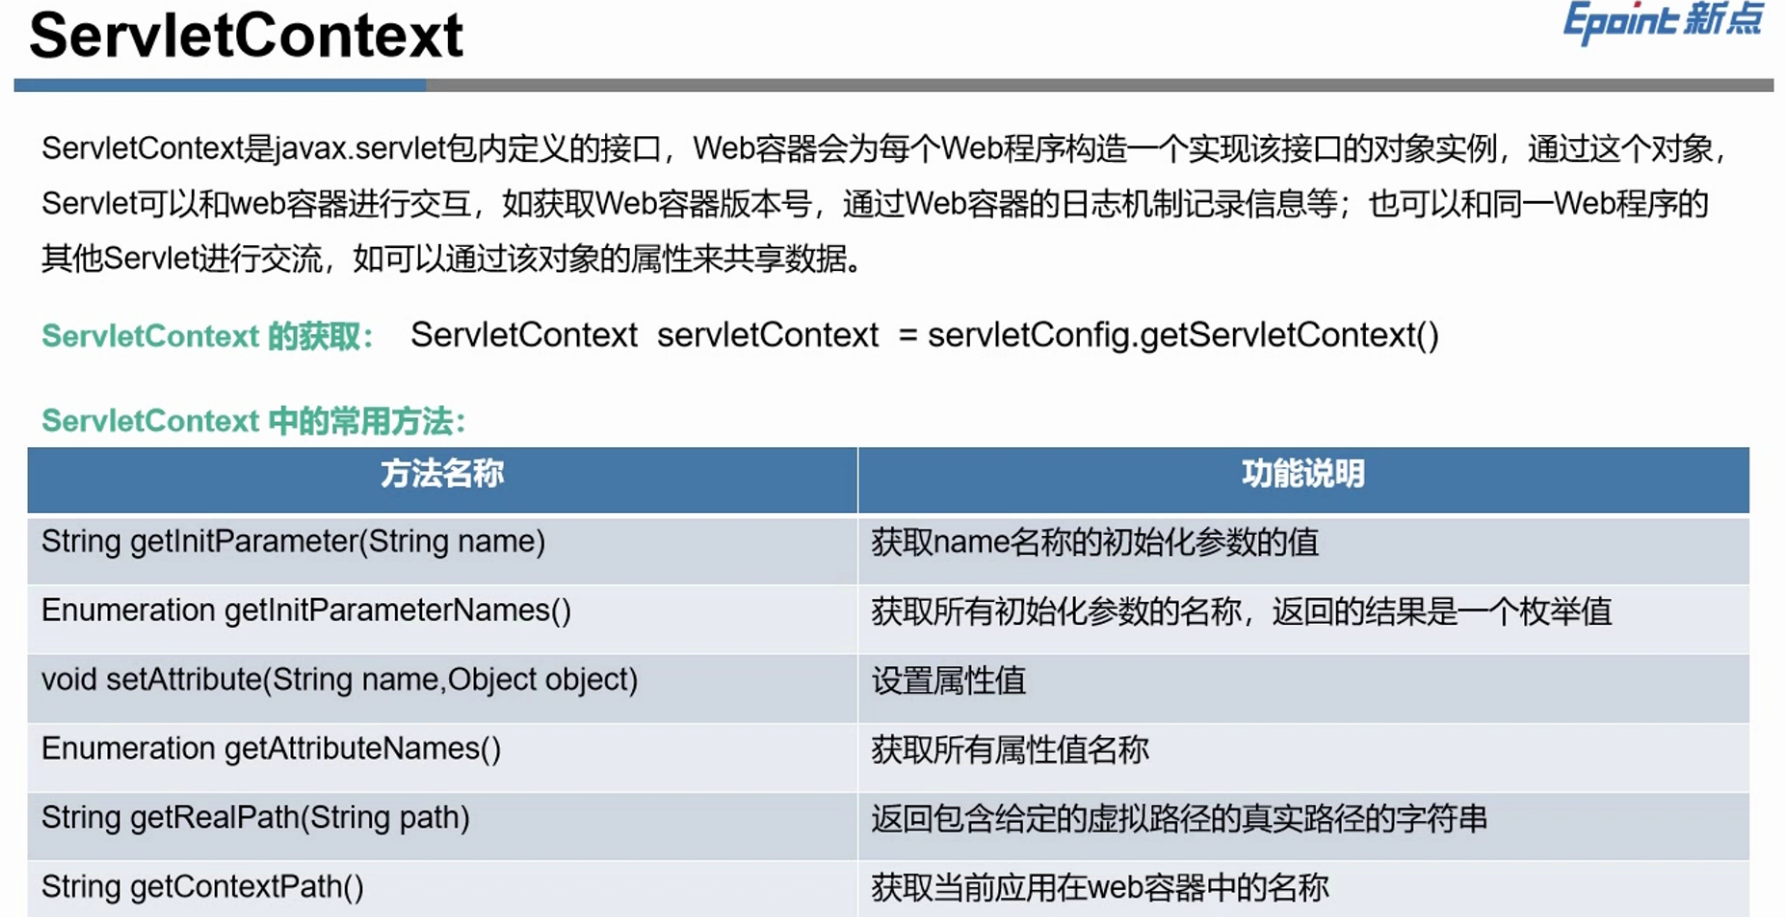 ServletContext
Epoint 新点
ServletContext是javax.servlet包内定义的接口，Web容器会为每个Web程序构造一个实现该接口的对象实例，通过这个对象，
Servlet可以和web容器进行交互，如获取Web容器版本号，通过Web容器的日志机制记录信息等；也可以和同一Web程序的
其他Servlet进行交流，如可以通过该对象的属性来共享数据。
ServletContext 的获取： ServletContext servletContext = servletConfig.getServletContext()
ServletContext 中的常用方法：
方法名称 功能说明
String getInitParameter(String name) 获取name名称的初始化参数的值
Enumeration getInitParameterNames() 获取所有初始化参数的名称，返回的结果是一个枚举值
void setAttribute(String name,Object object) 设置属性值
Enumeration getAttributeNames() 获取所有属性值名称
String getRealPath(String path) 返回包含给定的虚拟路径的真实路径的字符串
String getContextPath() 获取当前应用在web容器中的名称